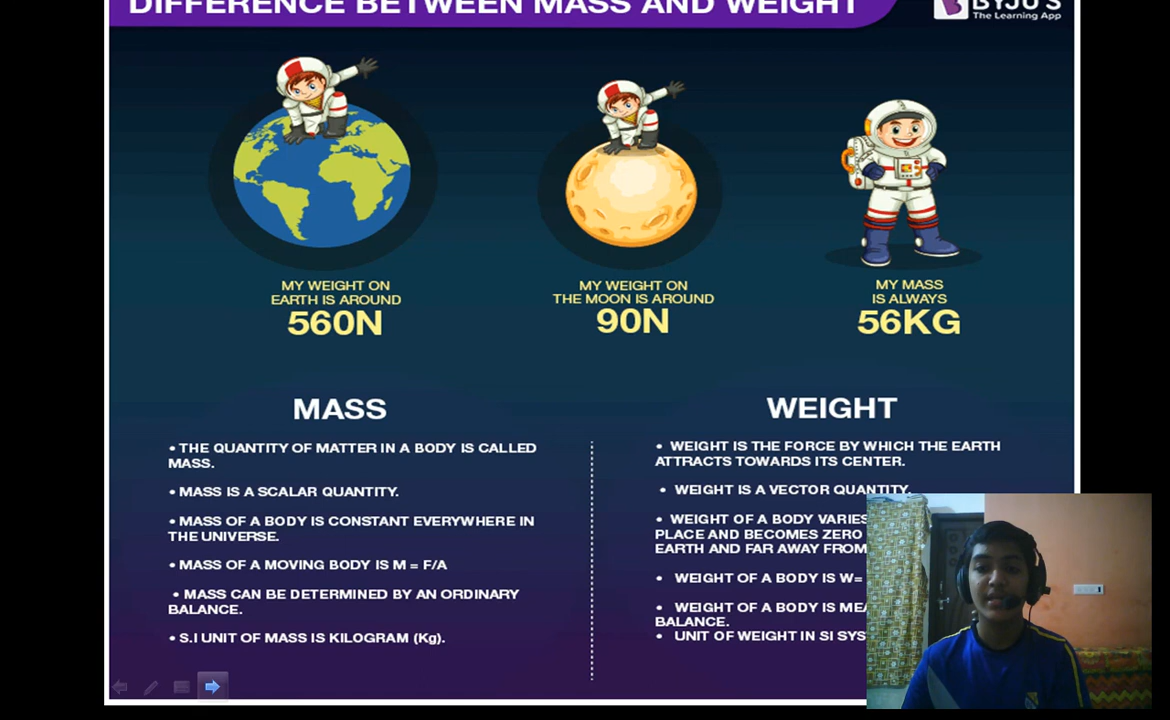 DIFFERENCE BETWEEN MASS AND WEIGHT
BYJU'S
The Learning App
MY WEIGHT ON
EARTH IS AROUND
560N
MY WEIGHT ON
THE MOON IS AROUND
90N
MY MASS
IS ALWAYS
56KG
MASS
• THE QUANTITY OF MATTER IN A BODY IS CALLED
MASS.
• MASS IS A SCALAR QUANTITY.
• MASS OF A BODY IS CONSTANT EVERYWHERE IN
THE UNIVERSE.
• MASS OF A MOVING BODY IS M = F/A
• MASS CAN BE DETERMINED BY AN ORDINARY
BALANCE.
• S.I UNIT OF MASS IS KILOGRAM (Kg).
WEIGHT
• WEIGHT IS THE FORCE BY WHICH THE EARTH
ATTRACTS TOWARDS ITS CENTER.
• WEIGHT IS A VECTOR QUANTITY.
• WEIGHT OF A BODY VARIES
PLACE AND BECOMES ZERO
EARTH AND FAR AWAY FROM
• WEIGHT OF A BODY IS W=
• WEIGHT OF A BODY IS MEA
BALANCE.
• UNIT OF WEIGHT IN SI SYS